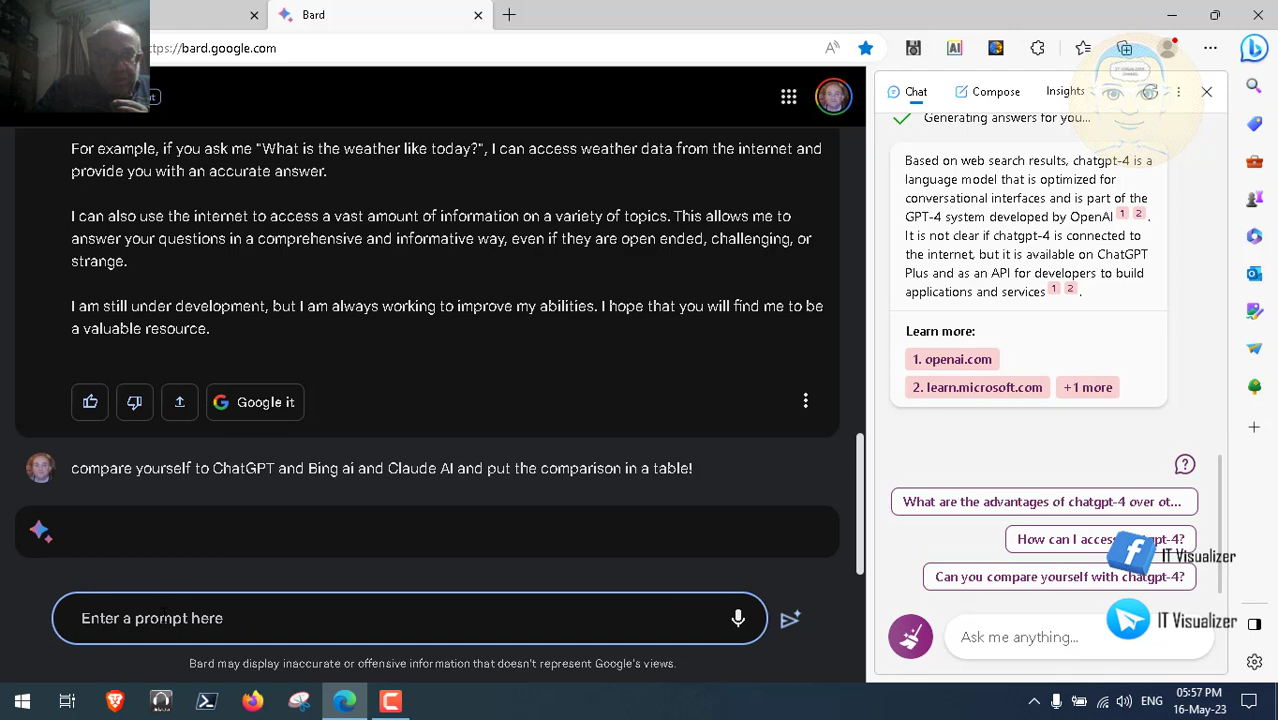 Bard
ttps://bard.google.com
For example, if you ask me "What is the weather like today?", I can access weather data from the internet and
provide you with an accurate answer.
I can also use the internet to access a vast amount of information on a variety of topics. This allows me to
answer your questions in a comprehensive and informative way, even if they are open ended, challenging, or
strange.
I am still under development, but I am always working to improve my abilities. I hope that you will find me to be
a valuable resource.
Google it
compare yourself to ChatGPT and Bing ai and Claude AI and put the comparison in a table!
Enter a prompt here
Bard may display inaccurate or offensive information that doesn't represent Google's views.
Chat
Compose
Insights
Generating answers for you...
Based on web search results, chatgpt-4 is a
language model that is optimized for
conversational interfaces and is part of the
GPT-4 system developed by OpenAI 1 2 .
It is not clear if chatgpt-4 is connected to
the internet, but it is available on ChatGPT
Plus and as an API for developers to build
applications and services 1 2 .
Learn more:
1. openai.com
2. learn.microsoft.com
+1 more
What are the advantages of chatgpt-4 over ot...
How can I access
pt-4?
IT Visualizer
Can you compare yourself with chatgpt-4?
Ask me anything...
IT Visualizer
ENG
05:57 PM
16-May-23